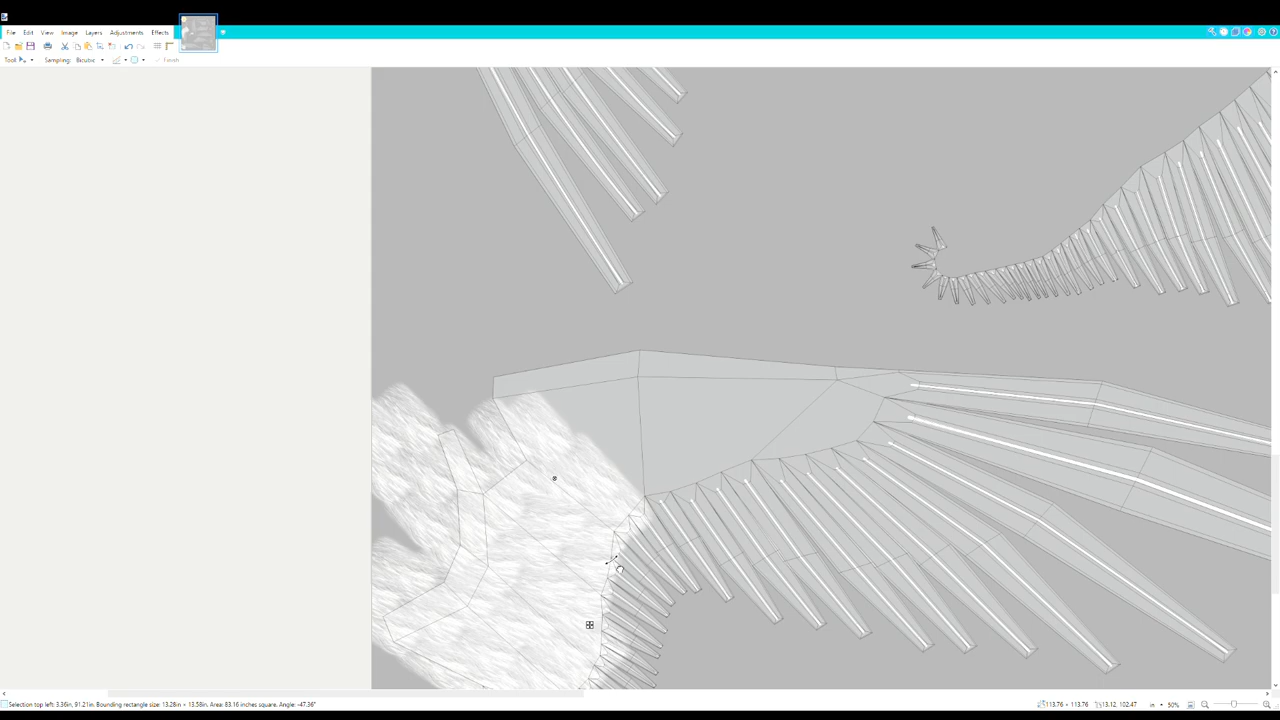 File Edit View Image Layers Adjustments Effects
Tool Sampling: Bicubic Finish
Selection top left: 3.36in, 91.21in. Bounding rectangle size: 13.28in × 13.58in. Area: 83.16 inches square. Angle: -47.36°
113.76 × 113.76 13.12, 102.47 in 50%